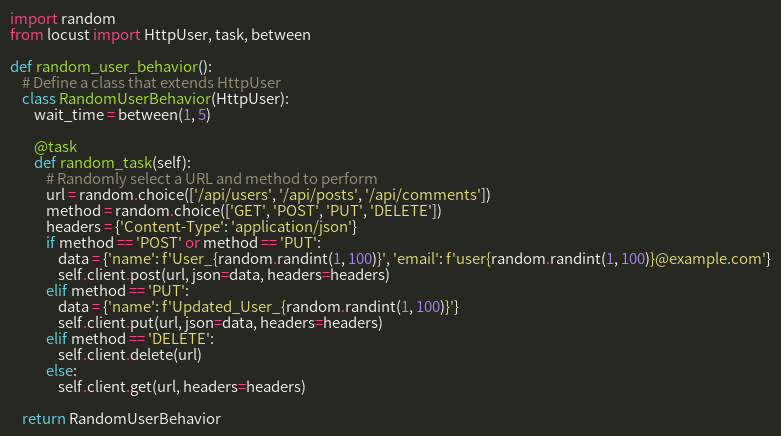 import random
from locust import HttpUser, task, between

def random_user_behavior():
    # Define a class that extends HttpUser
    class RandomUserBehavior(HttpUser):
        wait_time = between(1, 5)

        @task
        def random_task(self):
            # Randomly select a URL and method to perform
            url = random.choice(['/api/users', '/api/posts', '/api/comments'])
            method = random.choice(['GET', 'POST', 'PUT', 'DELETE'])
            headers = {'Content-Type': 'application/json'}
            if method == 'POST' or method == 'PUT':
                data = {'name': f'User_{random.randint(1, 100)}', 'email': f'user{random.randint(1, 100)}@example.com'}
                self.client.post(url, json=data, headers=headers)
            elif method == 'PUT':
                data = {'name': f'Updated_User_{random.randint(1, 100)}'}
                self.client.put(url, json=data, headers=headers)
            elif method == 'DELETE':
                self.client.delete(url)
            else:
                self.client.get(url, headers=headers)

    return RandomUserBehavior